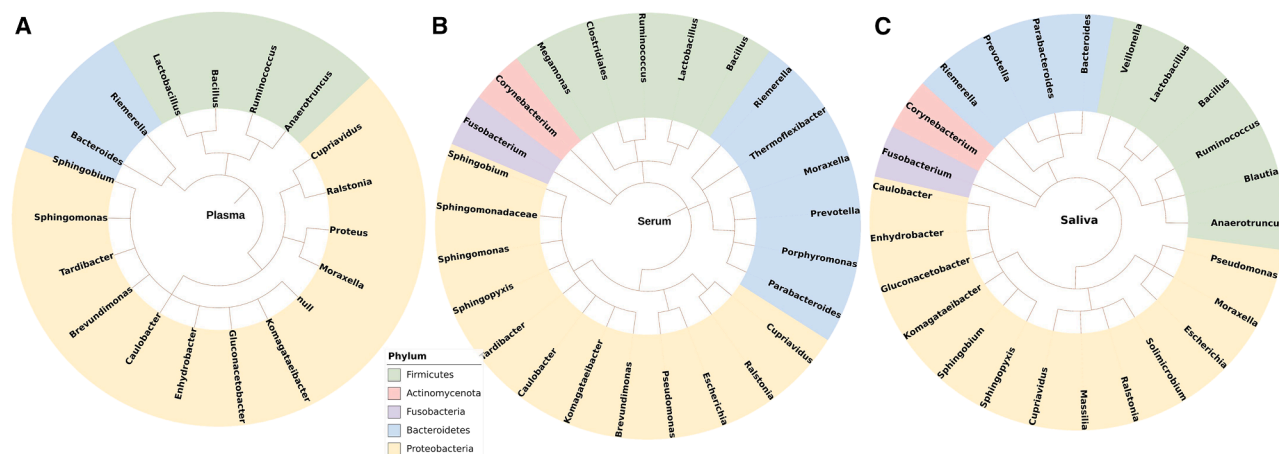 A
B
C
Plasma
Lactobacillus
Bacillus
Ruminococcus
Anaerotruncus
Cupriavidus
Ralstonia
Proteus
Moraxella
null
Komagataeibacter
Gluconacetobacter
Enhydrobacter
Caulobacter
Brevundimonas
Tardibacter
Sphingomonas
Sphingobium
Bacteroides
Riemerella
Serum
Megamonas
Clostridiales
Ruminococcus
Lactobacillus
Bacillus
Riemerella
Thermoflexibacter
Moraxella
Prevotella
Porphyromonas
Parabacteroides
Cupriavidus
Ralstonia
Escherichia
Pseudomonas
Brevundimonas
Komagataeibacter
Caulobacter
ardibacter
Sphingopyxis
Sphingomonas
Sphingomonadaceae
Sphingobium
Fusobacterium
Corynebacterium
Saliva
Riemerella
Prevotella
Parabacteroides
Bacteroides
Veillonella
Lactobacillus
Bacillus
Ruminococcus
Blautia
Anaerotruncu
Pseudomonas
Moraxella
Escherichia
Solimicrobium
Ralstonia
Massilia
Cupriavidus
Sphingopyxis
Sphingobium
Komagataeibacter
Gluconacetobacter
Enhydrobacter
Caulobacter
Fusobacterium
Corynebacterium
Phylum
Firmicutes
Actinomycenota
Fusobacteria
Bacteroidetes
Proteobacteria